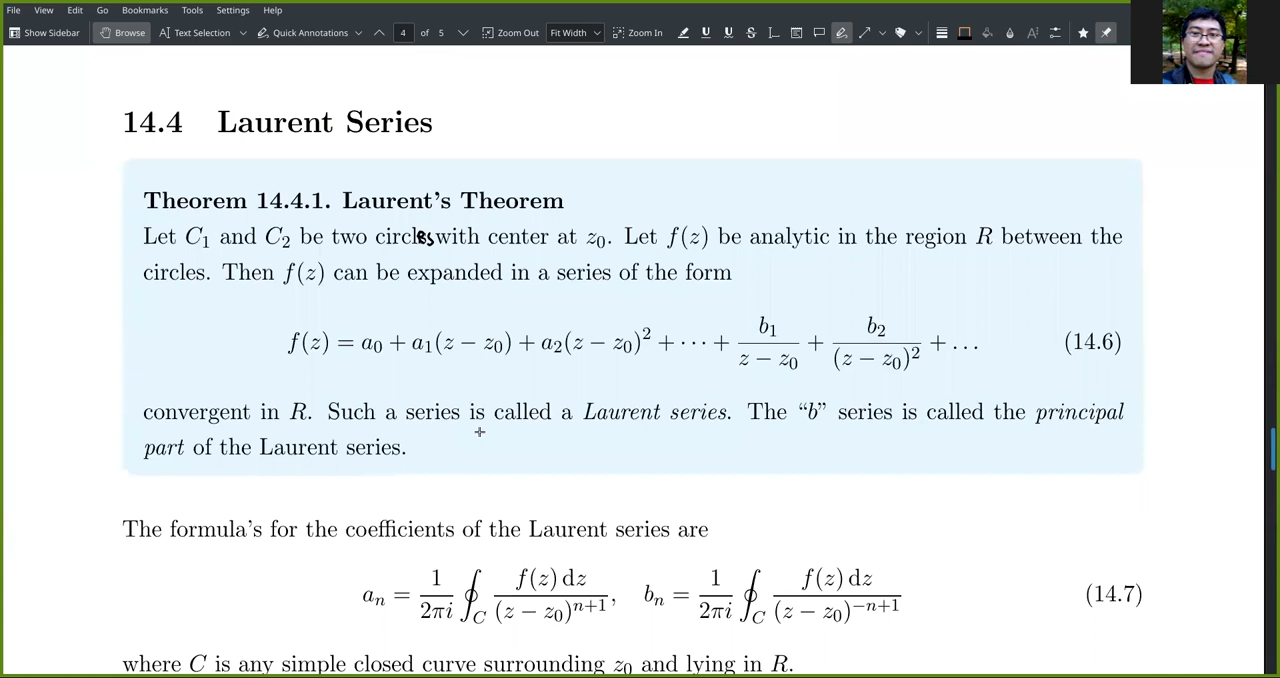 File View Edit Go Bookmarks Tools Settings Help
Show Sidebar Browse Text Selection Quick Annotations 4 of 5 Zoom Out Fit Width Zoom In
14.4 Laurent Series
Theorem 14.4.1. Laurent's Theorem
Let C₁ and C₂ be two circles with center at z₀. Let f(z) be analytic in the region R between the
circles. Then f(z) can be expanded in a series of the form
f(z) = a₀ + a₁(z − z₀) + a₂(z − z₀)² + ⋯ + b₁/(z − z₀) + b₂/(z − z₀)² + … (14.6)
convergent in R. Such a series is called a Laurent series. The “b” series is called the principal
part of the Laurent series.
The formula's for the coefficients of the Laurent series are
aₙ = 1/(2πi) ∮_C f(z) dz/(z − z₀)ⁿ⁺¹, bₙ = 1/(2πi) ∮_C f(z) dz/(z − z₀)⁻ⁿ⁺¹ (14.7)
where C is any simple closed curve surrounding z₀ and lying in R.